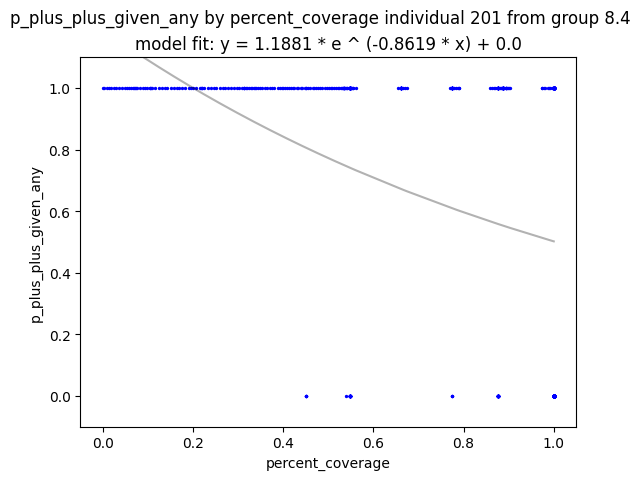 p_plus_plus_given_any by percent_coverage individual 201 from group 8.4
model fit: y = 1.1881 * e ^ (-0.8619 * x) + 0.0
p_plus_plus_given_any
1.0
0.8
0.6
0.4
0.2
0.0
0.0 0.2 0.4 0.6 0.8 1.0
percent_coverage